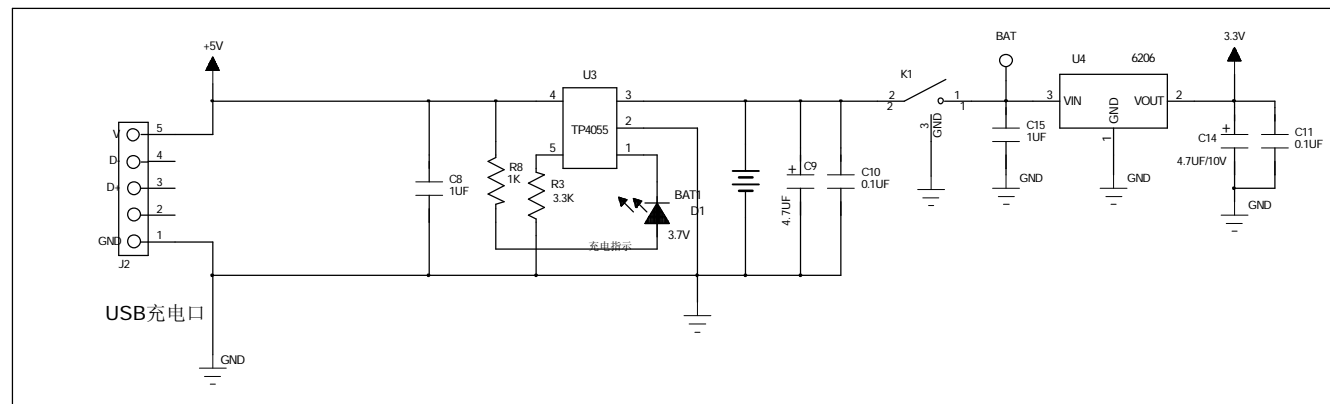 +5V
V
5
D-
4
D+
3
2
GND
1
J2
USB充电口
GND
C8
1UF
R8
1K
R3
3.3K
U3
TP4055
4
5
3
2
1
BAT1
D1
3.7V
充电指示
C9
4.7UF
C10
0.1UF
K1
2
2
1
1
3
GND
BAT
C15
1UF
GND
U4
6206
3
VIN
GND
VOUT
2
1
GND
3.3V
C14
4.7UF/10V
C11
0.1UF
GND